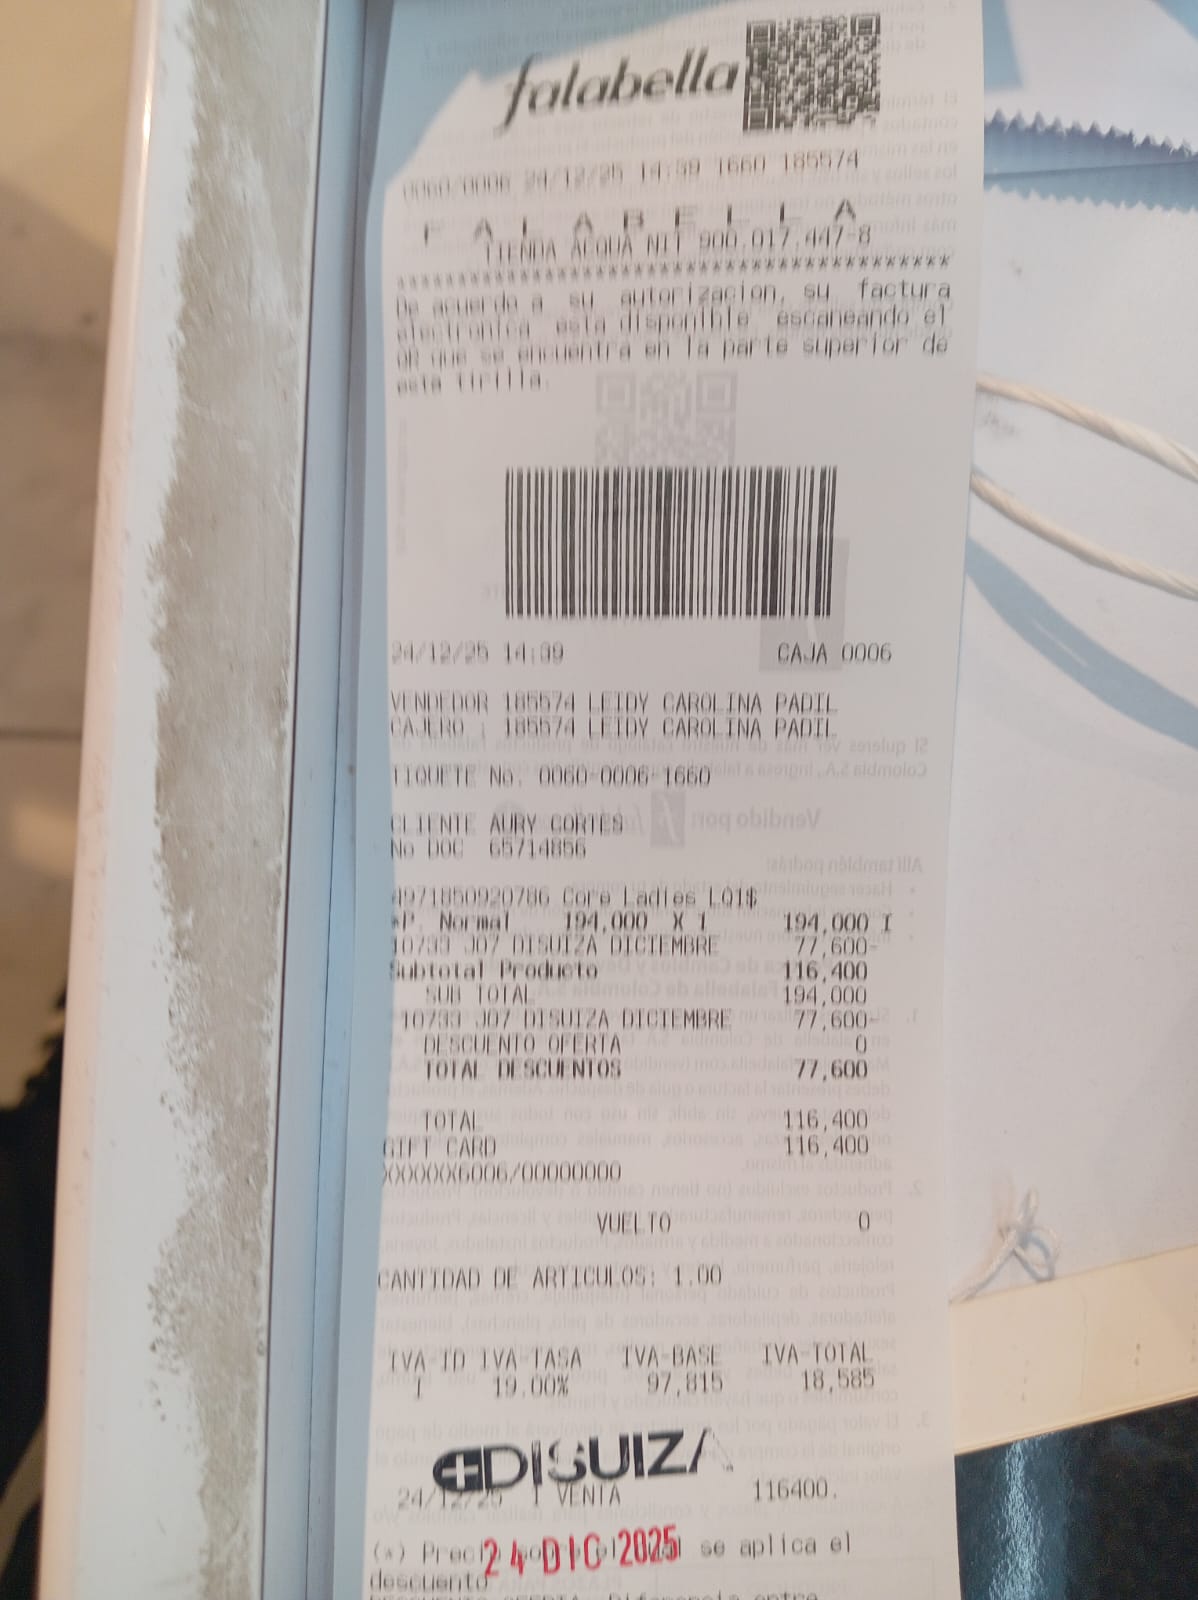 falabella
0060/0006 24/12/25 14:39 1660 185574
F A L A B E L L A
TIENDA ACQUA NIT 900.017.447-8
********************************************
De acuerdo a su autorizacion, su factura
electronica esta disponible escaneando el
QR que se encuentra en la parte superior de
esta tirilla.
24/12/25 14:39 CAJA 0006
VENDEDOR 185574 LEIDY CAROLINA PADIL
CAJERO : 185574 LEIDY CAROLINA PADIL
TIQUETE No. 0060-0006-1660
CLIENTE AURY CORTES
No DOC 65714856
4971850920786 Core Ladies LQ1$
*P. Normal 194,000 X 1 194,000 I
10733 J07 DISUIZA DICIEMBRE 77,600-
Subtotal Producto 116,400
SUB TOTAL 194,000
10733 J07 DISUIZA DICIEMBRE 77,600-
DESCUENTO OFERTA 0
TOTAL DESCUENTOS 77,600
TOTAL 116,400
GIFT CARD 116,400
XXXXXX6006/00000000
VUELTO 0
CANTIDAD DE ARTICULOS: 1.00
IVA-ID IVA-TASA IVA-BASE IVA-TOTAL
I 19.00% 97,815 18,585
DISUIZA
24/12/25 1 VENTA 116400.
24 DIC 2025
(*) Precio se aplica el
descuento